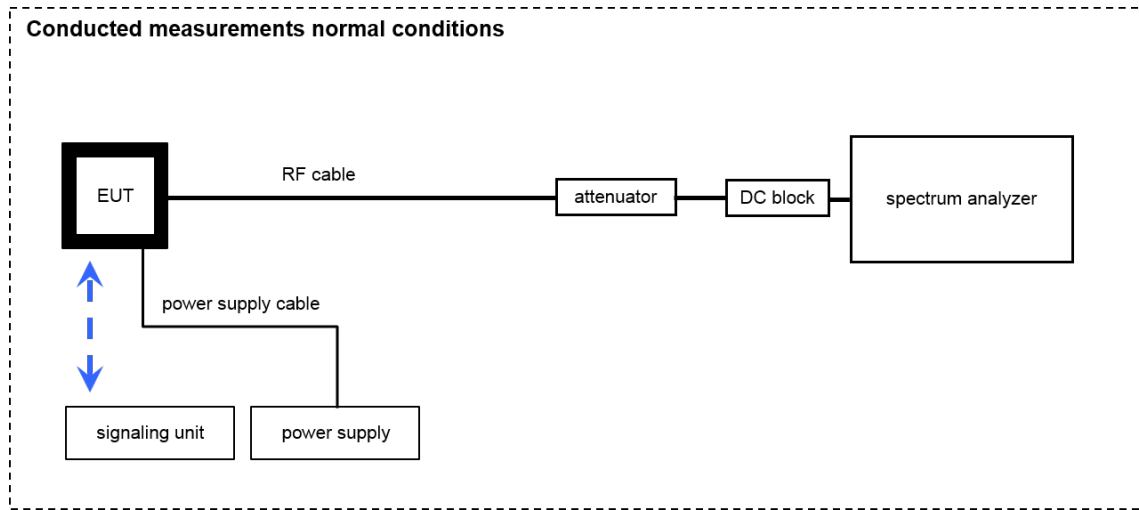 Conducted measurements normal conditions
EUT
RF cable
attenuator
DC block
spectrum analyzer
power supply cable
signaling unit
power supply